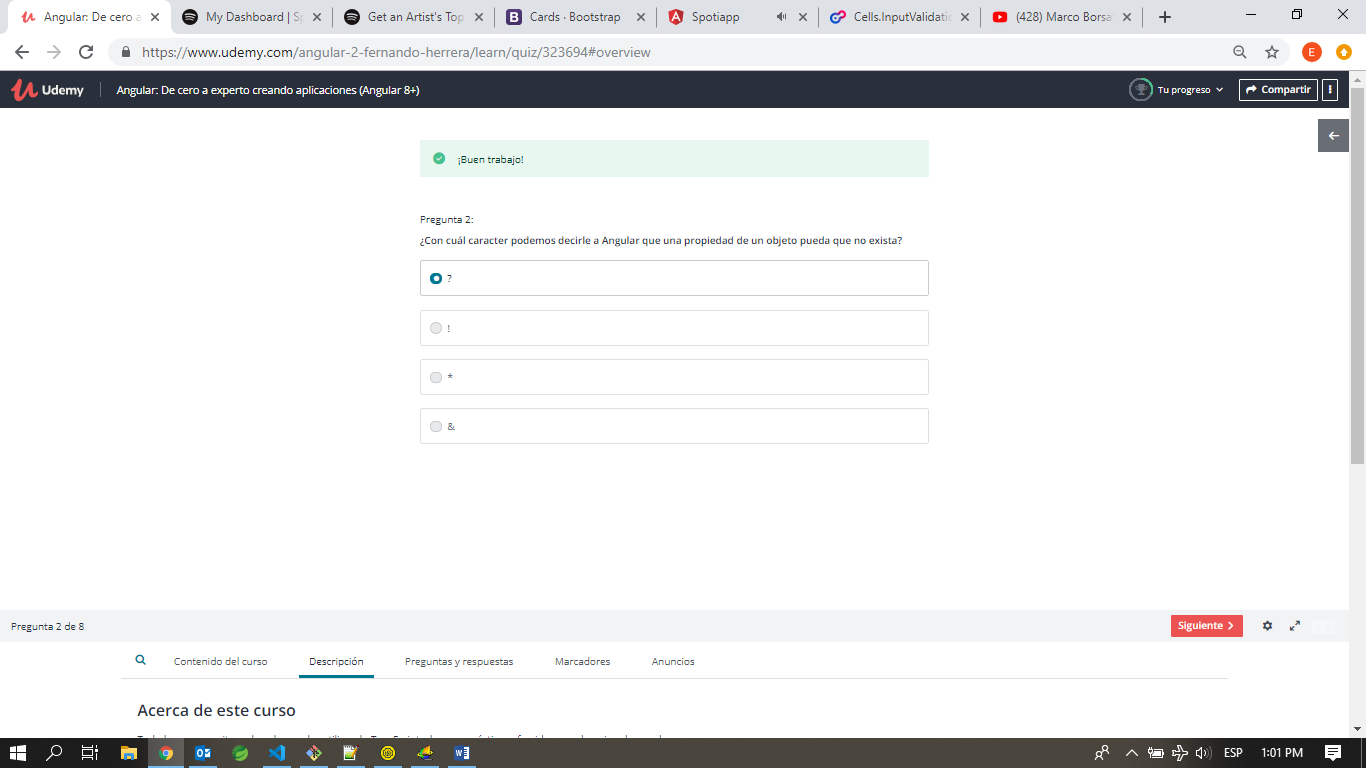 Angular: De cero a
My Dashboard | Sp
Get an Artist's Top
Cards · Bootstrap
Spotiapp
Cells.InputValidatio
(428) Marco Borsa
https://www.udemy.com/angular-2-fernando-herrera/learn/quiz/323694#overview
E
Udemy
Angular: De cero a experto creando aplicaciones (Angular 8+)
Tu progreso
Compartir
¡Buen trabajo!
Pregunta 2:
¿Con cuál caracter podemos decirle a Angular que una propiedad de un objeto pueda que no exista?
?
!
*
&
Pregunta 2 de 8
Siguiente
Contenido del curso
Descripción
Preguntas y respuestas
Marcadores
Anuncios
Acerca de este curso
ESP
1:01 PM